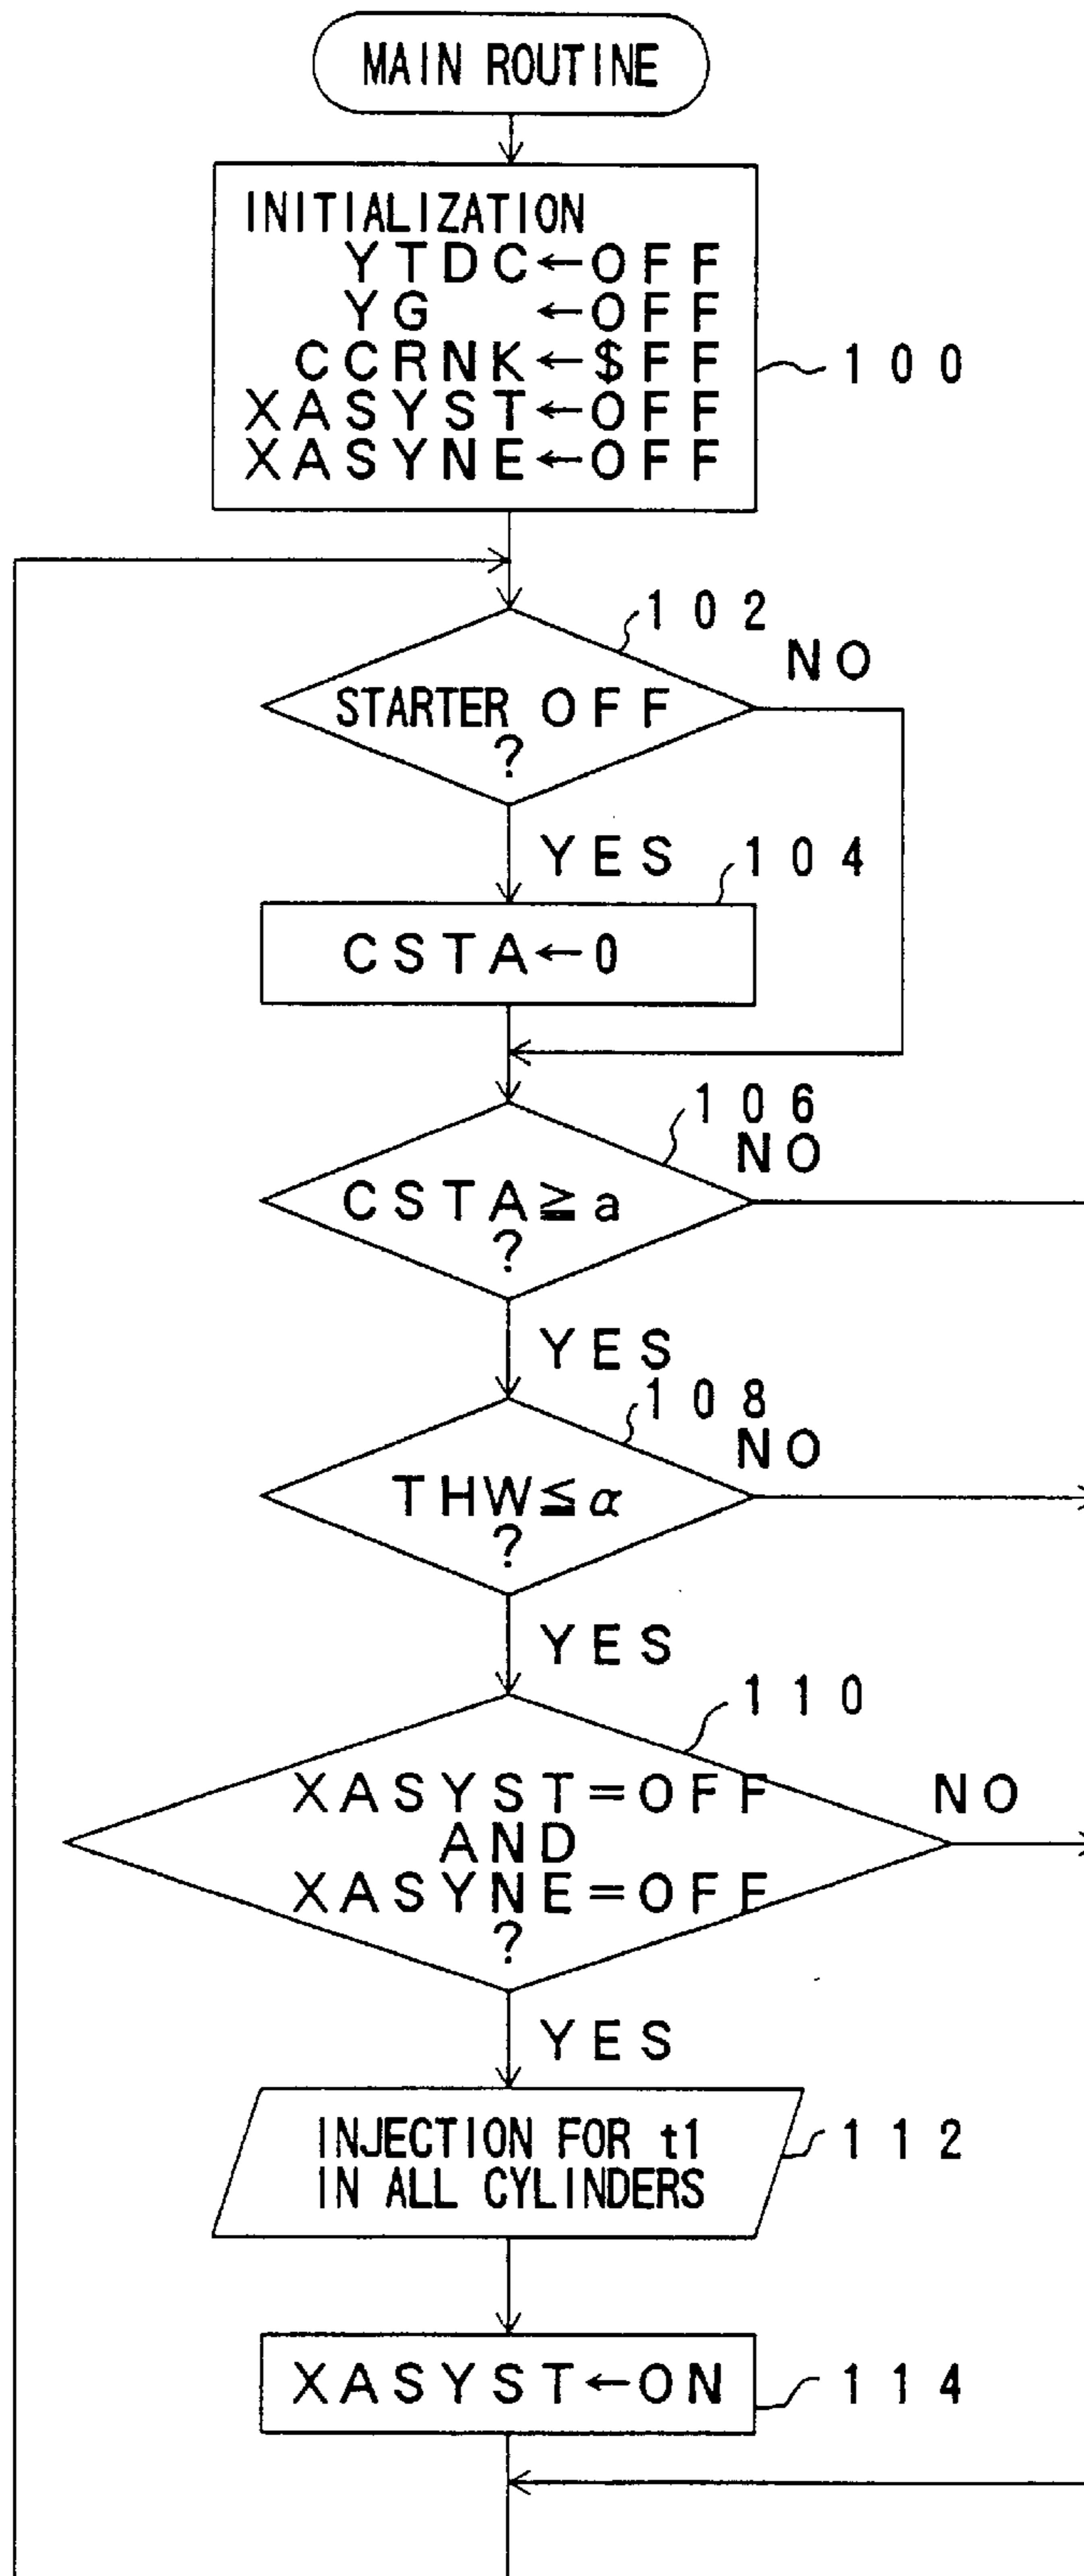 MAIN ROUTINE
INITIALIZATION
YTDC←OFF
YG ←OFF
CCRNK←$FF
XASYST←OFF
XASYNE←OFF
100
102
NO
STARTER OFF
?
YES
104
CSTA←0
106
NO
CSTA≧a
?
YES
108
NO
THW≦α
?
YES
110
XASYST=OFF
NO
AND
XASYNE=OFF
?
YES
INJECTION FOR t1
IN ALL CYLINDERS
112
XASYST←ON
114